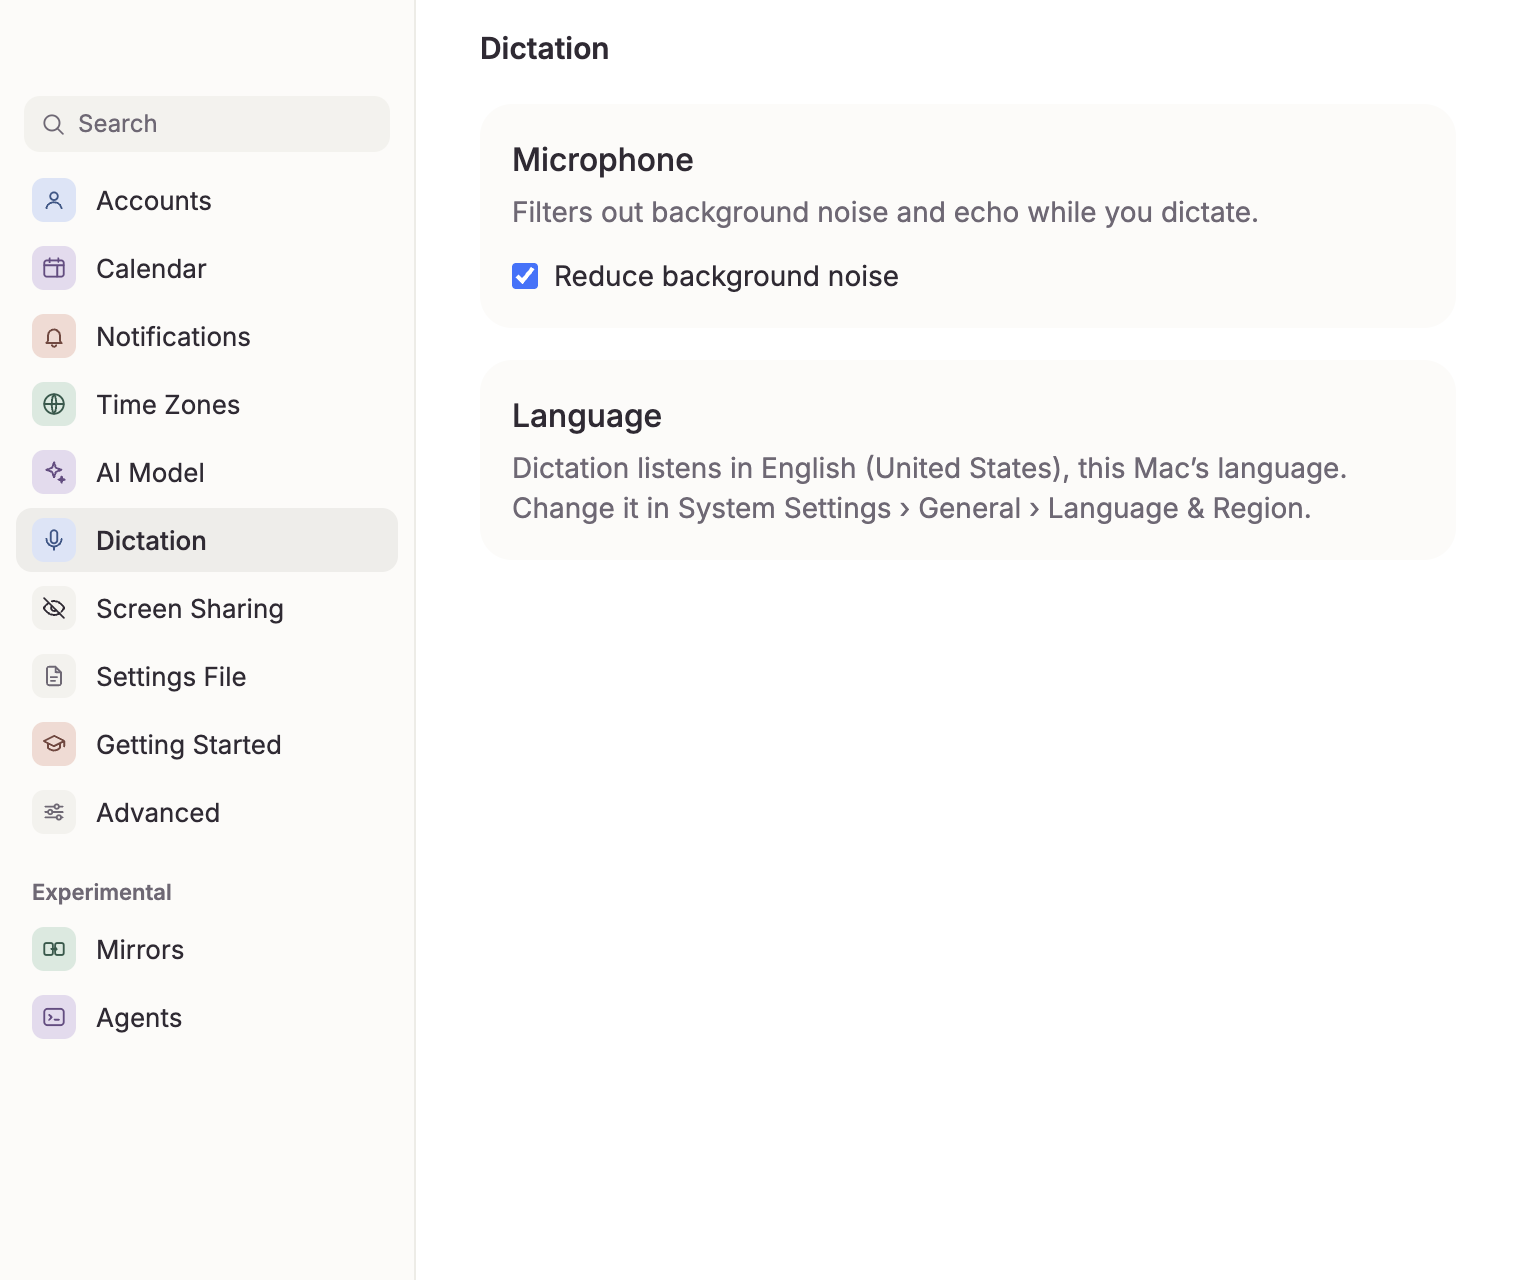 Search
Accounts
Calendar
Notifications
Time Zones
AI Model
Dictation
Screen Sharing
Settings File
Getting Started
Advanced
Experimental
Mirrors
Agents
Dictation
Microphone
Filters out background noise and echo while you dictate.
Reduce background noise
Language
Dictation listens in English (United States), this Mac’s language.
Change it in System Settings › General › Language & Region.